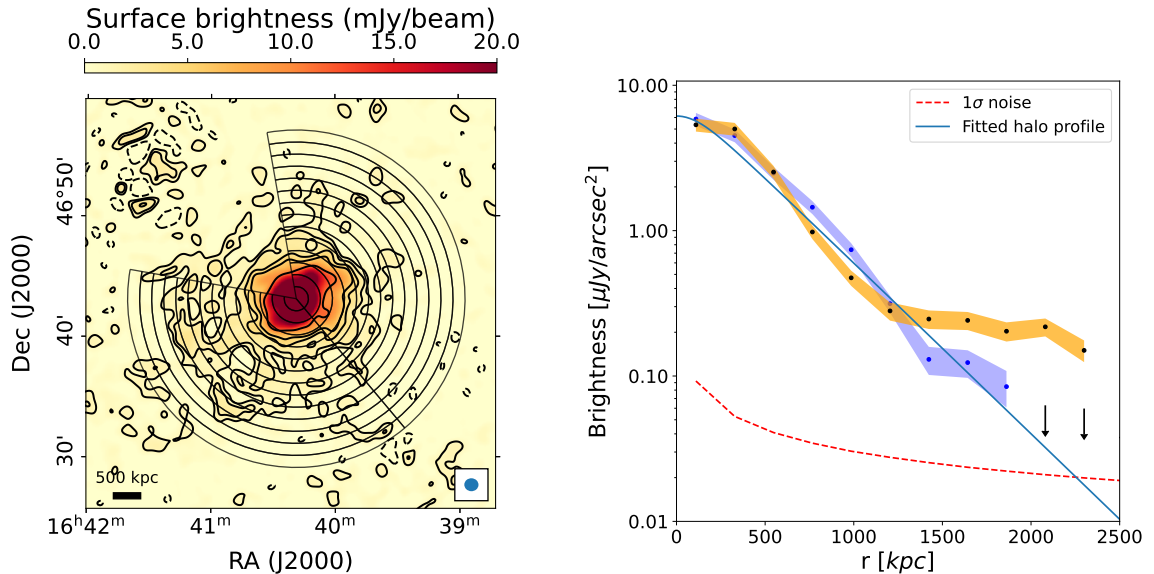 Surface brightness (mJy/beam)
0.0 5.0 10.0 15.0 20.0
Dec (J2000)
46°50'
40'
30'
500 kpc
16ʰ42ᵐ 41ᵐ 40ᵐ 39ᵐ
RA (J2000)
Brightness [μJy/arcsec²]
10.00
1.00
0.10
0.01
1σ noise
Fitted halo profile
0 500 1000 1500 2000 2500
r [kpc]